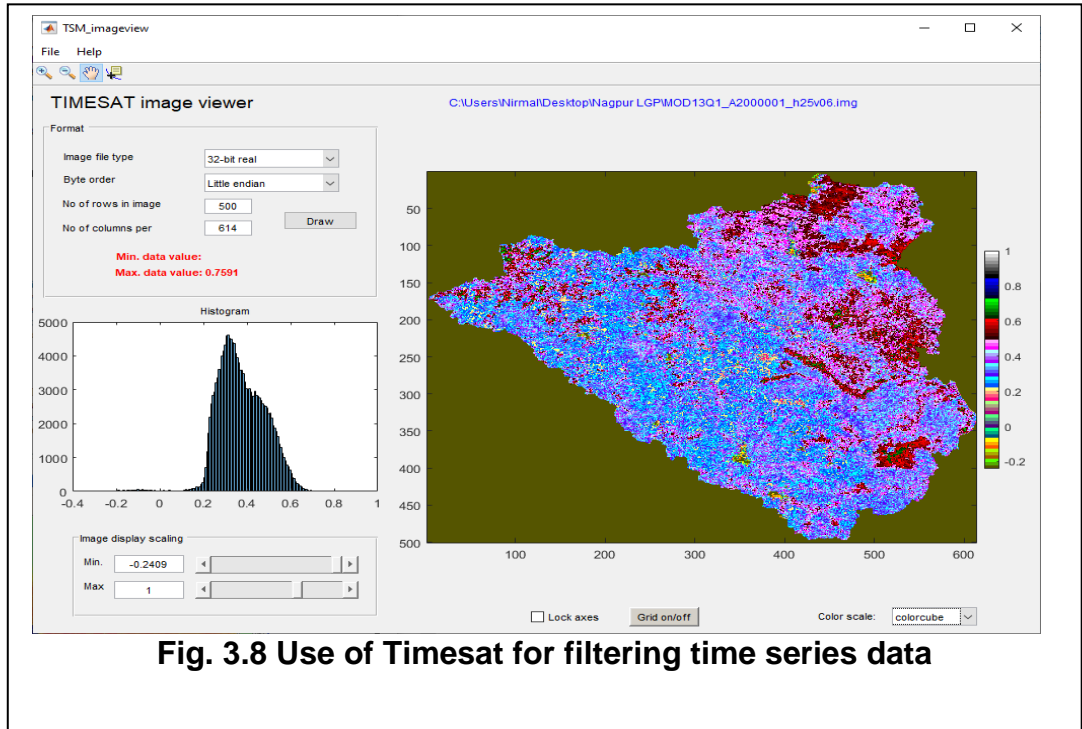 TSM_imageview
File Help
TIMESAT image viewer
C:\Users\Nirmal\Desktop\Nagpur LGP\MOD13Q1_A2000001_h25v06.img
Format
Image file type 32-bit real
Byte order Little endian
No of rows in image 500
No of columns per 614
Draw
Min. data value:
Max. data value: 0.7591
Histogram
5000
4000
3000
2000
1000
0
-0.4 -0.2 0 0.2 0.4 0.6 0.8 1
Image display scaling
Min. -0.2409
Max 1
50
100
150
200
250
300
350
400
450
500
100 200 300 400 500 600
1
0.8
0.6
0.4
0.2
0
-0.2
Lock axes Grid on/off Color scale: colorcube
Fig. 3.8 Use of Timesat for filtering time series data